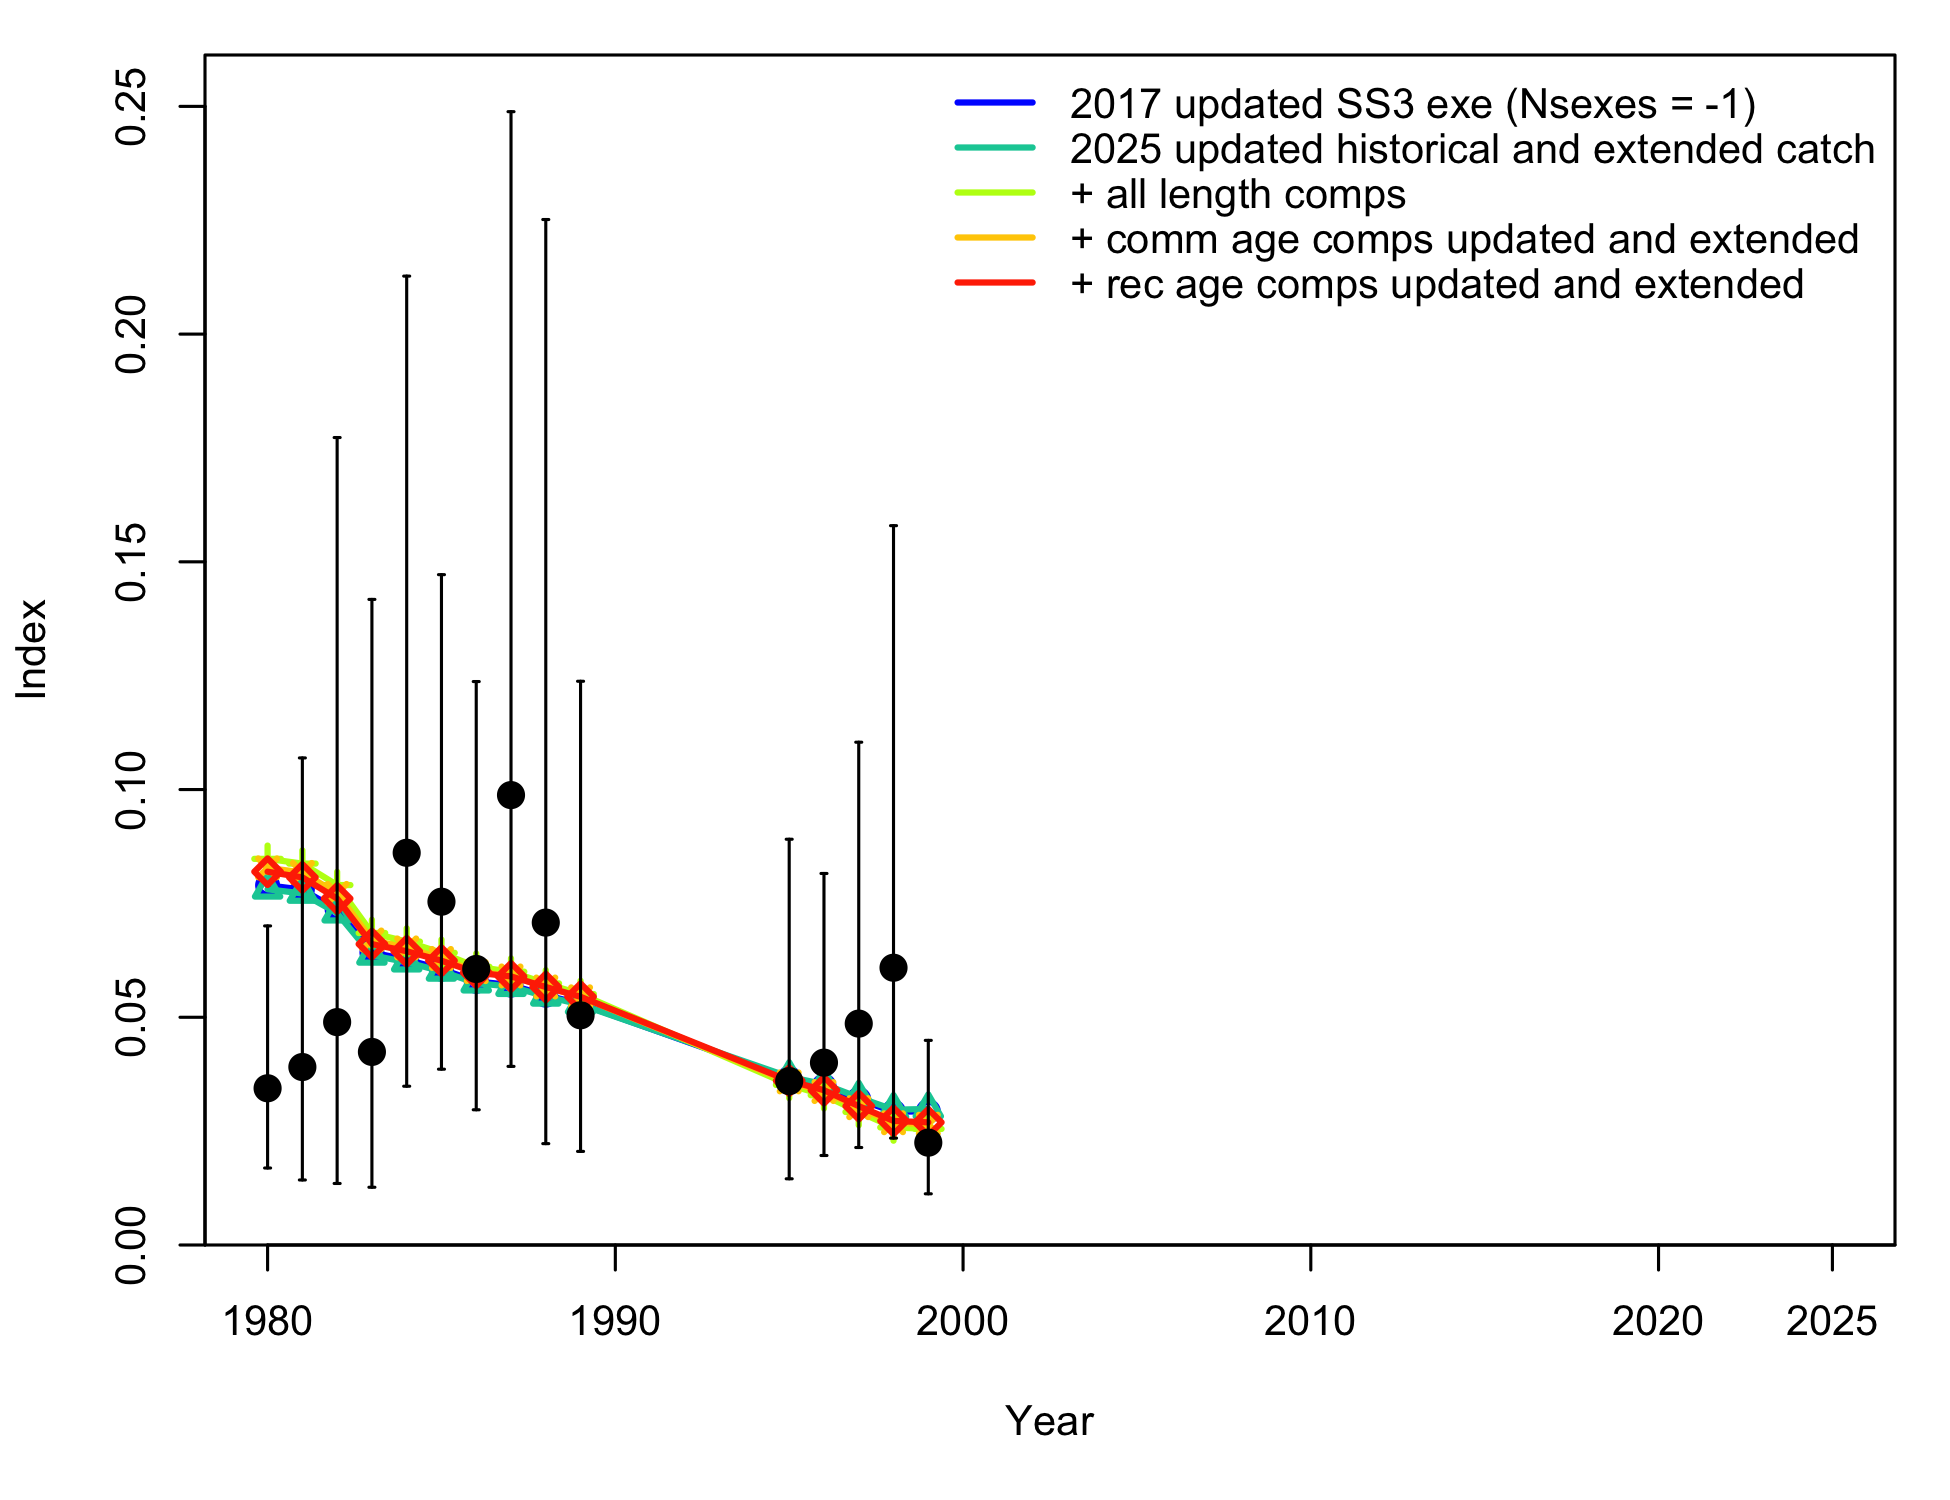 2017 updated SS3 exe (Nsexes = -1)
2025 updated historical and extended catch
+ all length comps
+ comm age comps updated and extended
+ rec age comps updated and extended
0.25
0.20
0.15
0.10
0.05
0.00
Index
1980 1990 2000 2010 2020 2025
Year